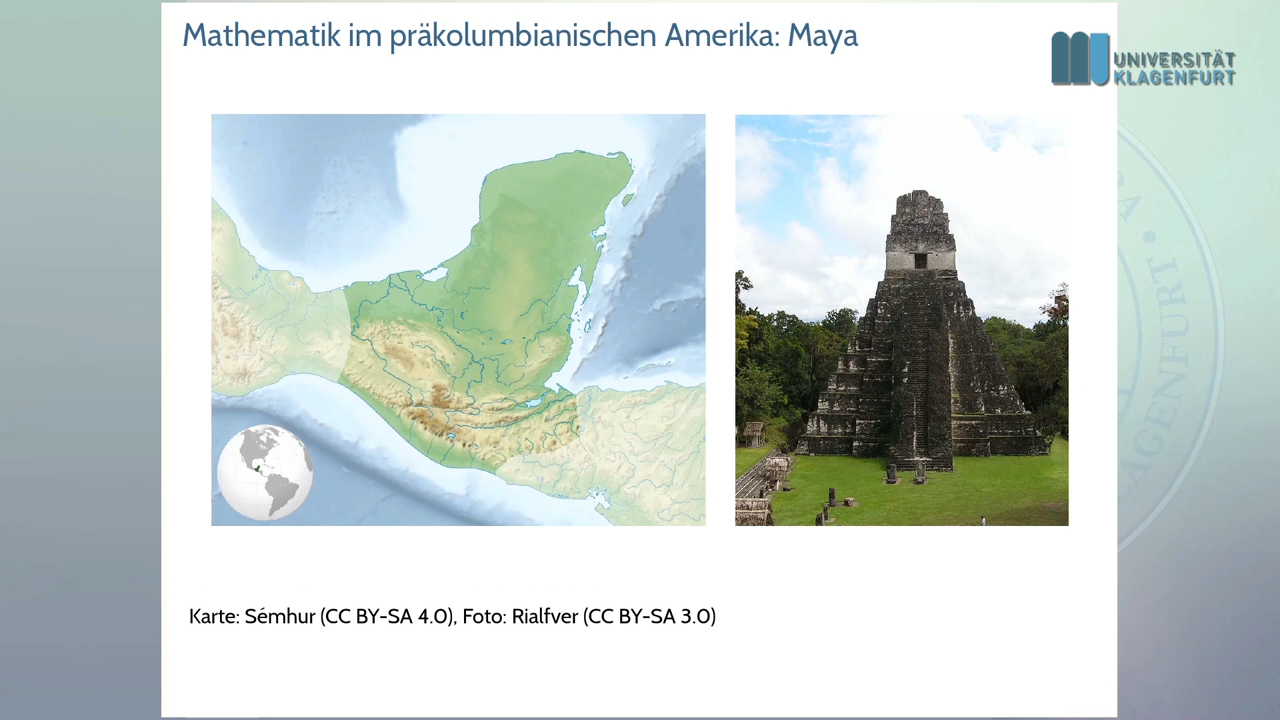 Mathematik im präkolumbianischen Amerika: Maya
UNIVERSITÄT
KLAGENFURT
Karte: Sémhur (CC BY-SA 4.0), Foto: Rialfver (CC BY-SA 3.0)